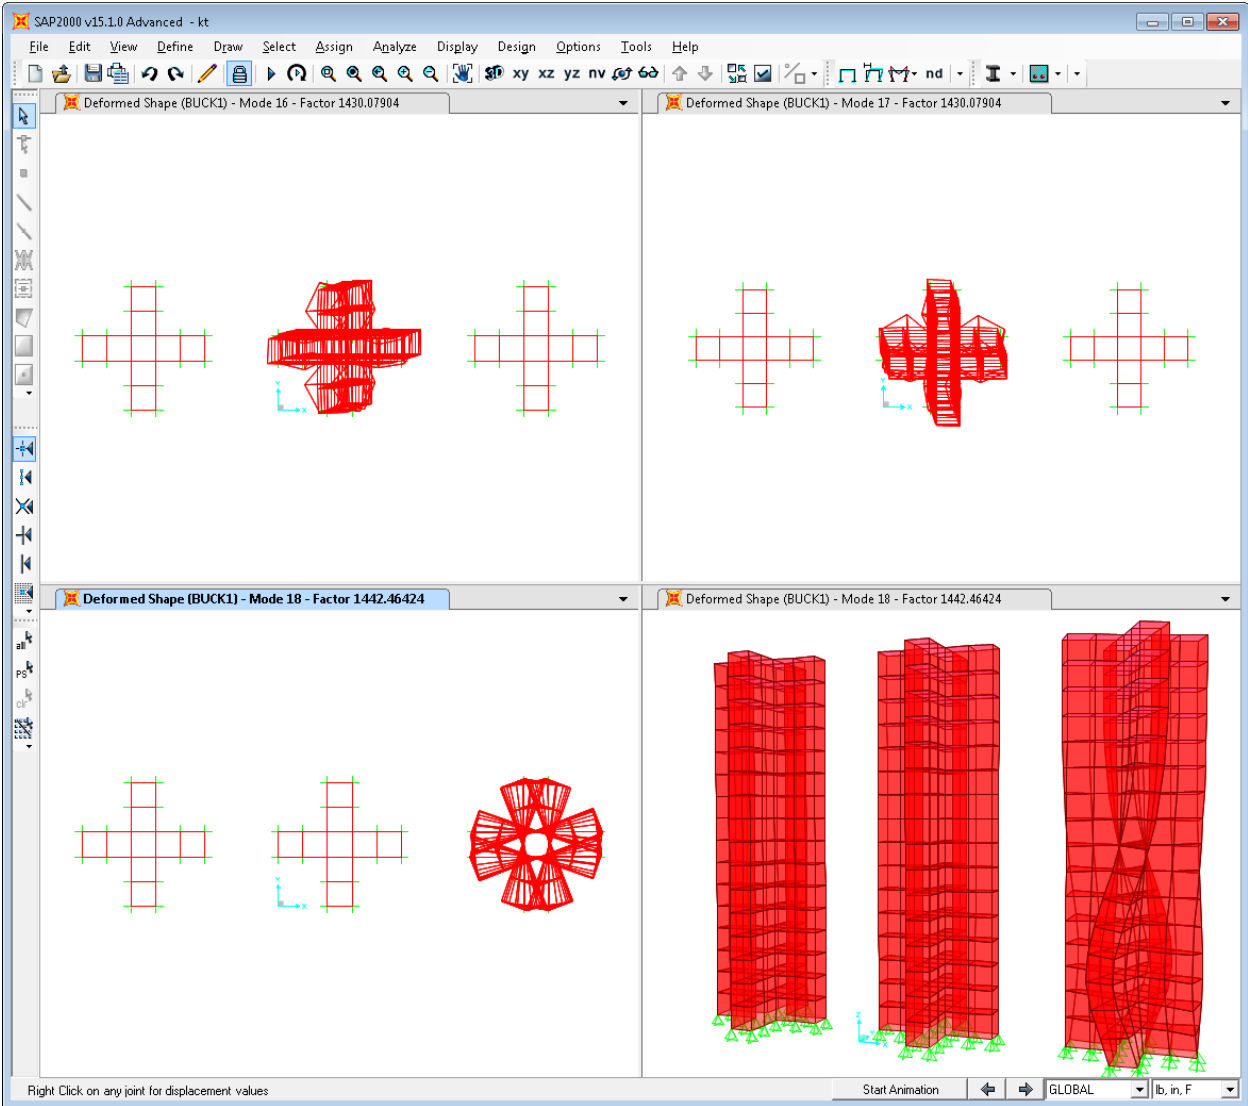 SAP2000 v15.1.0 Advanced - kt
File Edit View Define Draw Select Assign Analyze Display Design Options Tools Help
3D xy xz yz nv nd
Deformed Shape (BUCK1) - Mode 16 - Factor 1430.07904
Deformed Shape (BUCK1) - Mode 17 - Factor 1430.07904
Y
X
Y
X
all
PS
clr
Deformed Shape (BUCK1) - Mode 18 - Factor 1442.46424
Deformed Shape (BUCK1) - Mode 18 - Factor 1442.46424
Y
X
Z
Y
X
Right Click on any joint for displacement values
Start Animation
GLOBAL
lb, in, F